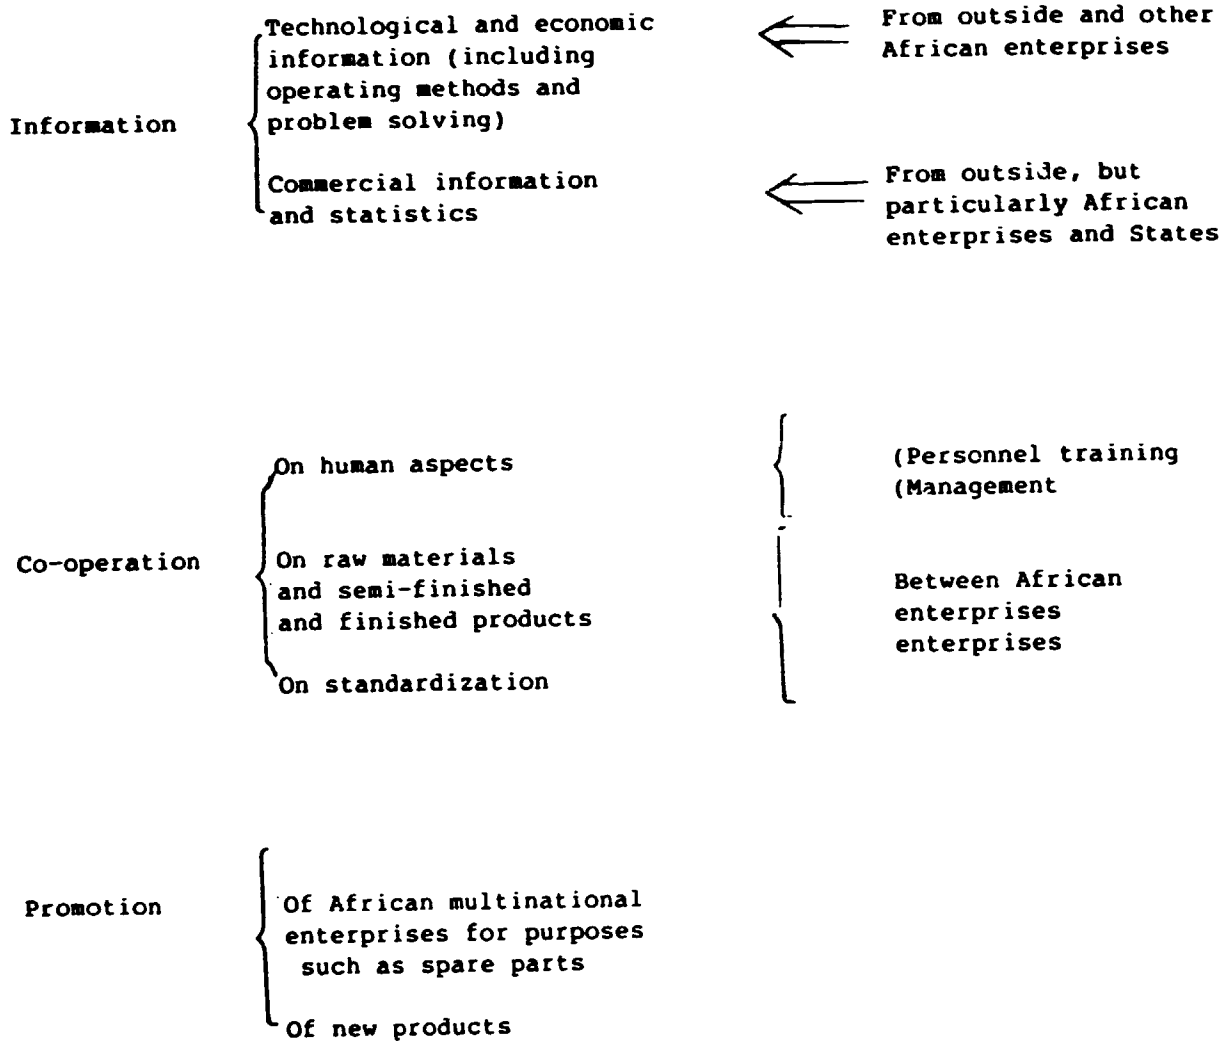 Technological and economic
information (including
operating methods and
problem solving)
From outside and other
African enterprises
Information
Commercial information
and statistics
From outside, but
particularly African
enterprises and States
On human aspects
(Personnel training
(Management
Co-operation
On raw materials
and semi-finished
and finished products
Between African
enterprises
enterprises
On standardization
Promotion
Of African multinational
enterprises for purposes
such as spare parts
Of new products